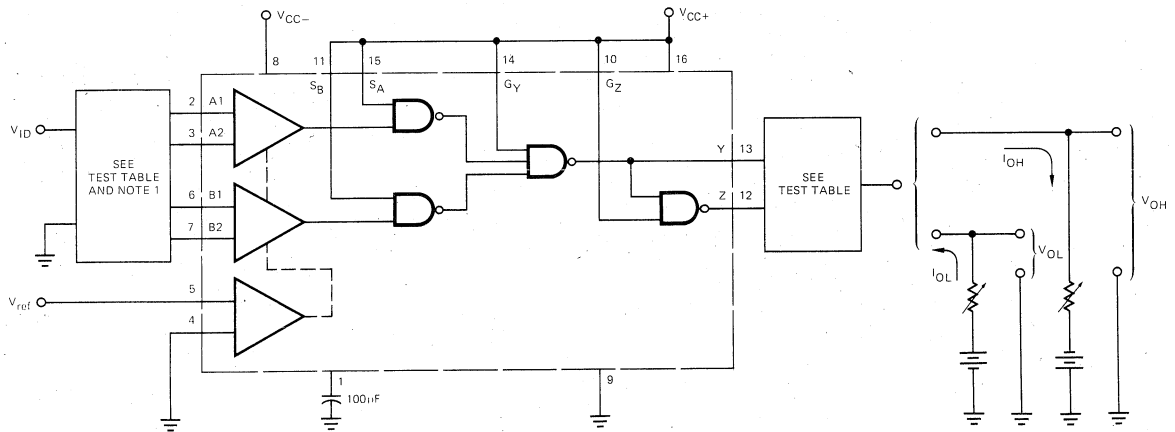 VCC−
VCC+
8
11
15
14
10
16
SB
SA
GY
GZ
VID
SEE
TEST TABLE
AND NOTE 1
2
A1
3
A2
6
B1
7
B2
Vref
5
4
Y
13
Z
12
SEE
TEST TABLE
IOH
VOH
VOL
IOL
1
100µF
9